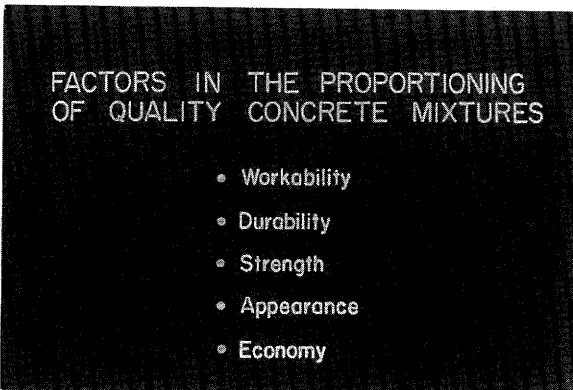 FACTORS IN THE PROPORTIONING
OF QUALITY CONCRETE MIXTURES
• Workability
• Durability
• Strength
• Appearance
• Economy